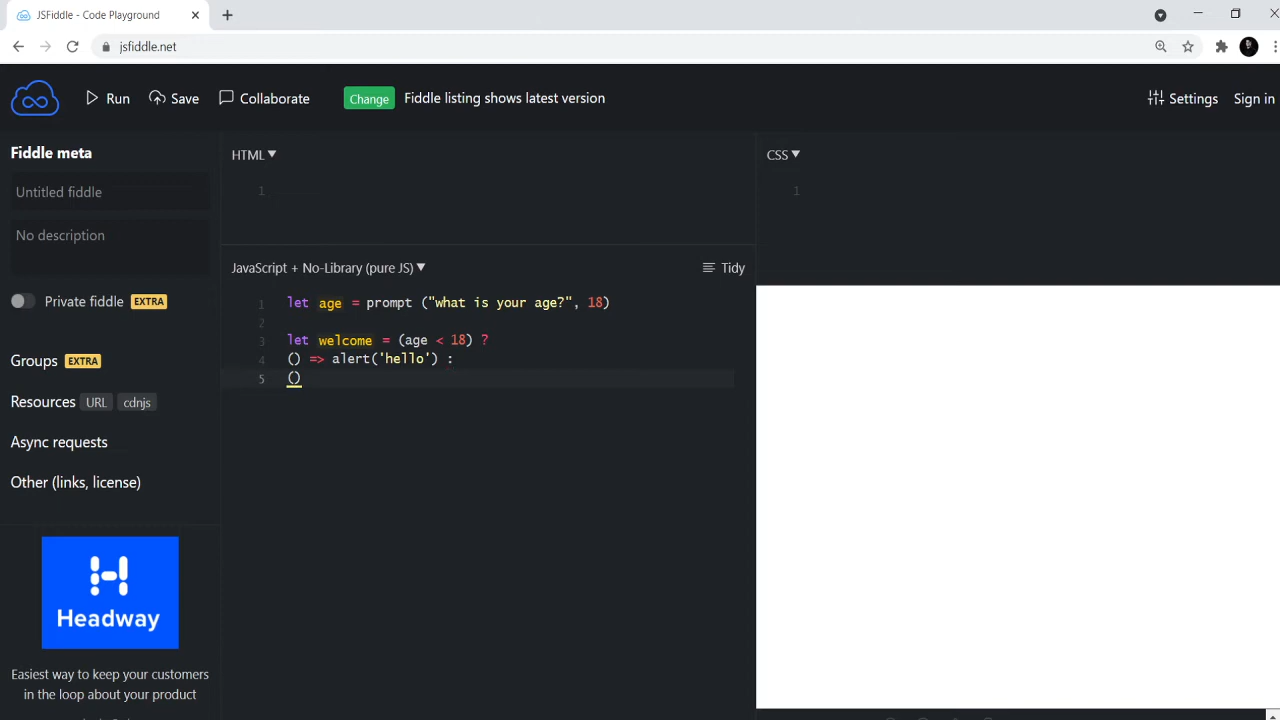 JSFiddle - Code Playground
jsfiddle.net
Run
Save
Collaborate
Change
Fiddle listing shows latest version
Settings
Sign in
Fiddle meta
Untitled fiddle
No description
Private fiddle EXTRA
Groups EXTRA
Resources URL cdnjs
Async requests
Other (links, license)
Headway
Easiest way to keep your customers
in the loop about your product
HTML
1
CSS
1
JavaScript + No-Library (pure JS)
Tidy
1 let age = prompt ("what is your age?", 18)
2
3 let welcome = (age < 18) ?
4 () => alert('hello') :
5 ()